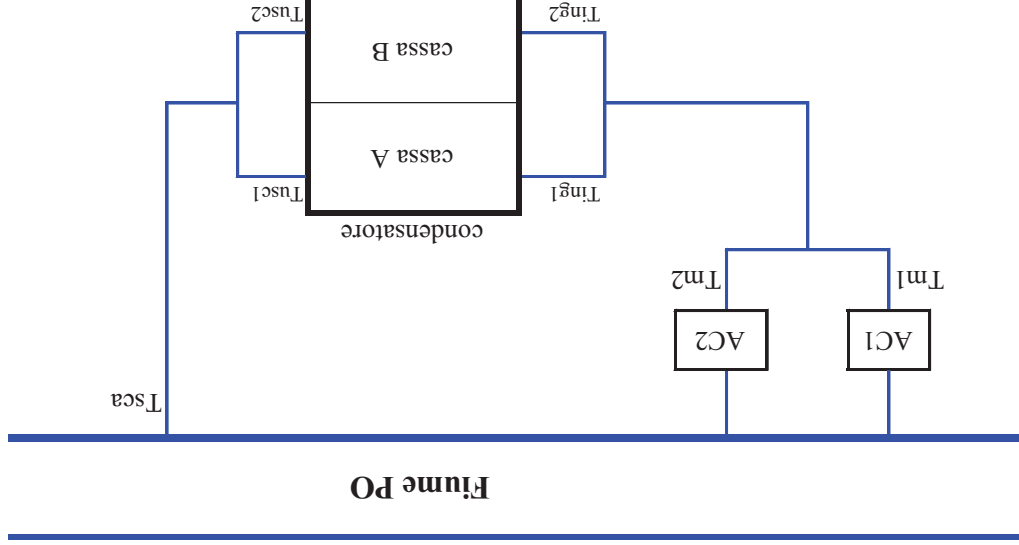 Fiume PO
Tsca
AC1
AC2
Tm1
Tm2
condensatore
Ting1
Tusc1
cassa A
cassa B
Ting2
Tusc2